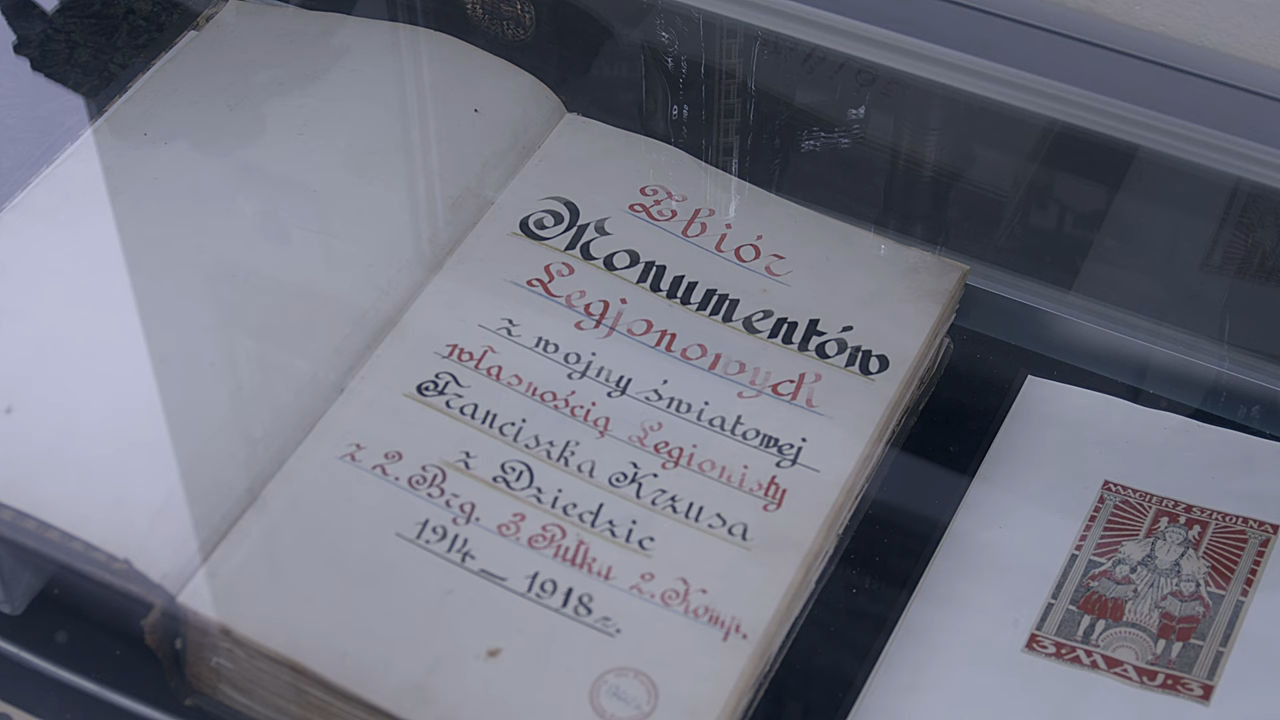 Zbiór
Monumentów
Legjonowych
z wojny światowej
własnością Legionisty
Franciszka Krzusa
z Dziedzic
z 2. Bry. 3. Pułku 2. Komp.
1914 — 1918 r.
MACIERZ SZKOLNA
3·MAJ·3